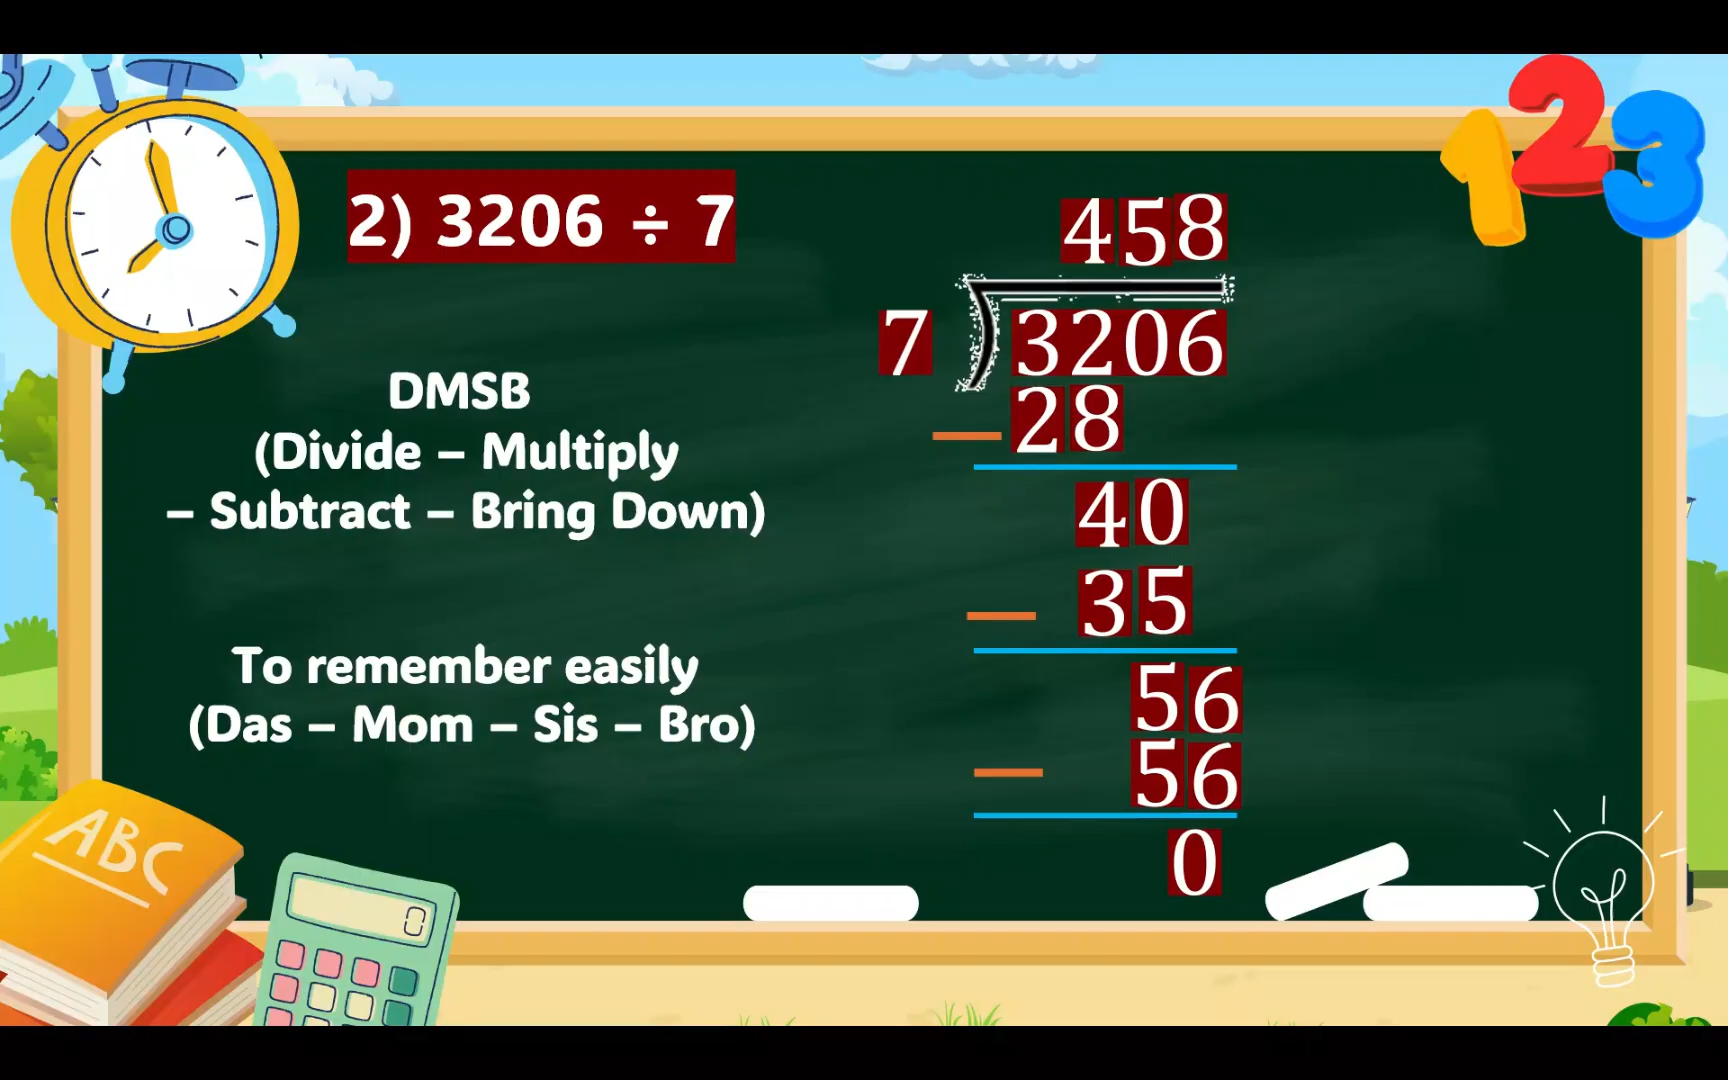 123
2) 3206 ÷ 7
DMSB
(Divide – Multiply
– Subtract – Bring Down)
To remember easily
(Das – Mom – Sis – Bro)
458
7 3206
– 28
40
– 35
56
– 56
0
ABC
0